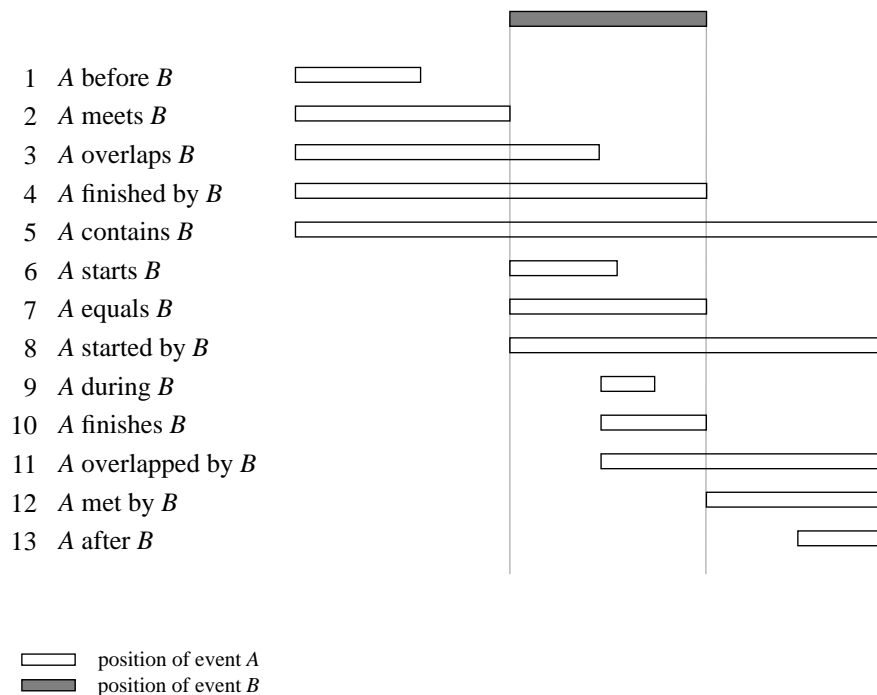 1 A before B
2 A meets B
3 A overlaps B
4 A finished by B
5 A contains B
6 A starts B
7 A equals B
8 A started by B
9 A during B
10 A finishes B
11 A overlapped by B
12 A met by B
13 A after B
position of event A
position of event B